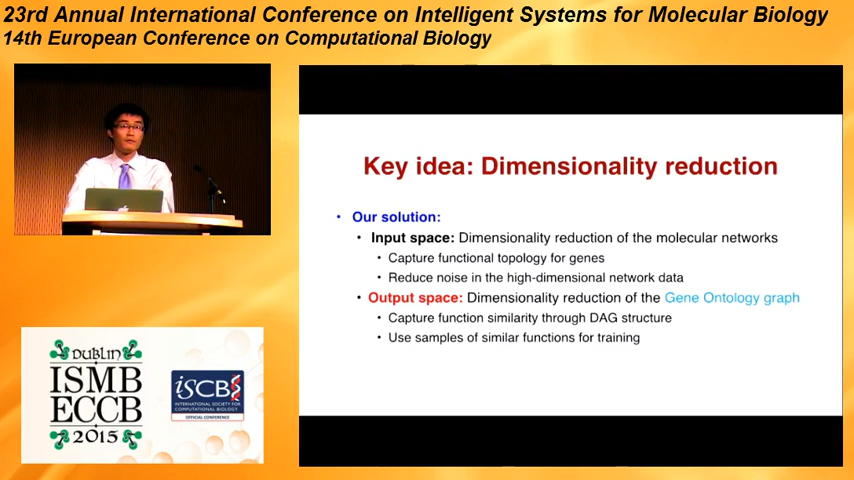 23rd Annual International Conference on Intelligent Systems for Molecular Biology
14th European Conference on Computational Biology
Key idea: Dimensionality reduction
• Our solution:
• Input space: Dimensionality reduction of the molecular networks
• Capture functional topology for genes
• Reduce noise in the high-dimensional network data
• Output space: Dimensionality reduction of the Gene Ontology graph
• Capture function similarity through DAG structure
• Use samples of similar functions for training
DUBLIN
ISMB
ECCB
2015
iSCB
INTERNATIONAL SOCIETY FOR
COMPUTATIONAL BIOLOGY
OFFICIAL CONFERENCE